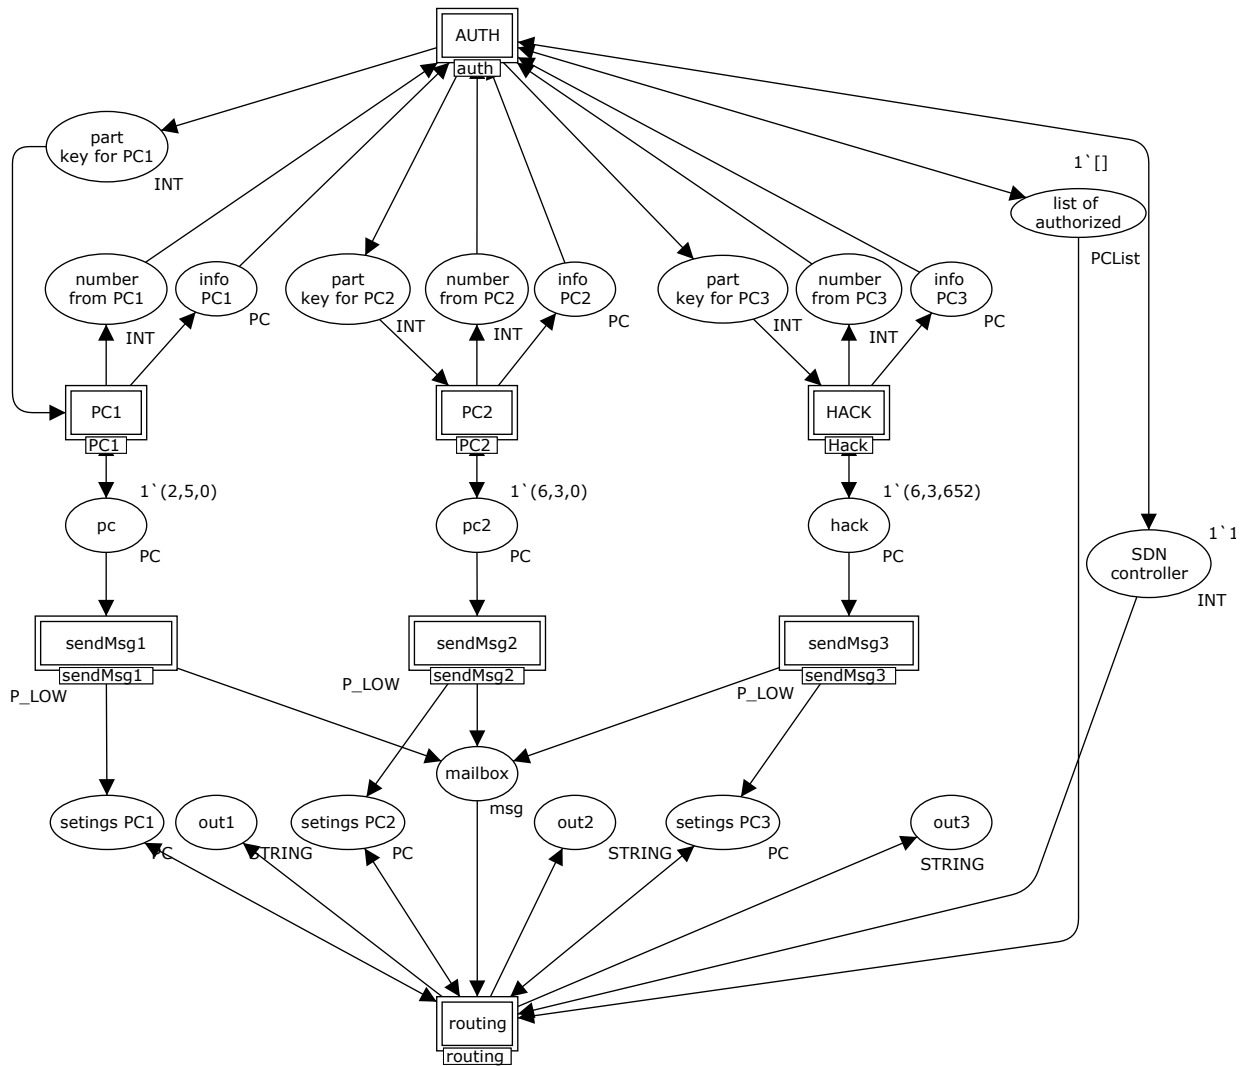 AUTH
auth
part
key for PC1
INT
1`[]
list of
authorized
PCList
number
from PC1
INT
info
PC1
PC
part
key for PC2
INT
number
from PC2
INT
info
PC2
PC
part
key for PC3
INT
number
from PC3
INT
info
PC3
PC
PC1
PC1
PC2
PC2
HACK
Hack
1`(2,5,0)
pc
PC
1`(6,3,0)
pc2
PC
1`(6,3,652)
hack
PC
1`1
SDN
controller
INT
sendMsg1
sendMsg1
P_LOW
sendMsg2
sendMsg2
P_LOW
sendMsg3
sendMsg3
P_LOW
mailbox
msg
setings PC1
PC
out1
STRING
setings PC2
PC
out2
STRING
setings PC3
PC
out3
STRING
routing
routing